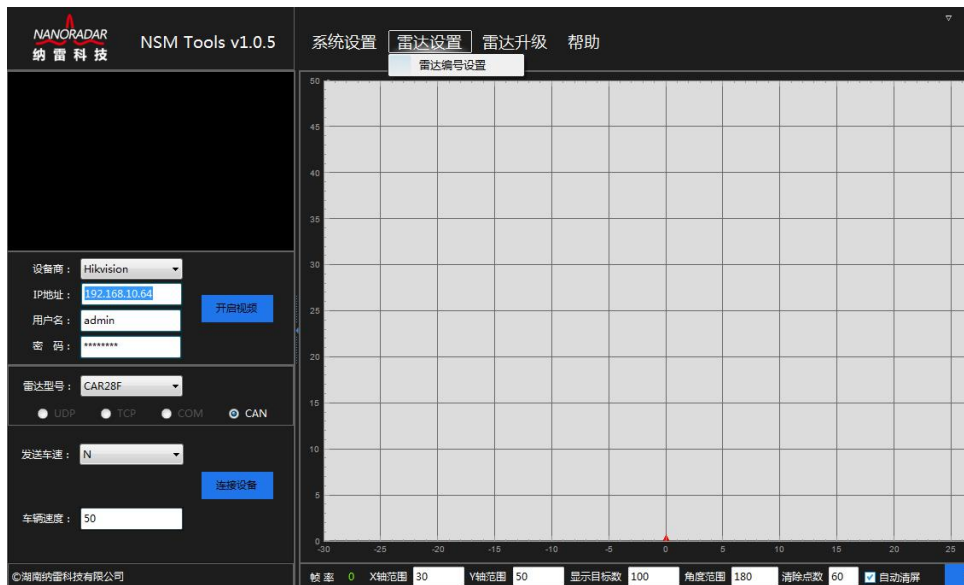 NANORADAR
纳雷科技
NSM Tools v1.0.5
系统设置 雷达设置 雷达升级 帮助
雷达编号设置
设备商： Hikvision
IP地址： 192.168.10.64
用户名： admin
开启视频
密 码： ********
雷达型号： CAR28F
UDP TCP COM CAN
发送车速： N
连接设备
车辆速度： 50
©湖南纳雷科技有限公司
50
45
40
35
30
25
20
15
10
5
0
-30 -25 -20 -15 -10 -5 0 5 10 15 20 25
帧率 0 X轴范围 30 Y轴范围 50 显示目标数 100 角度范围 180 清除点数 60 自动清屏